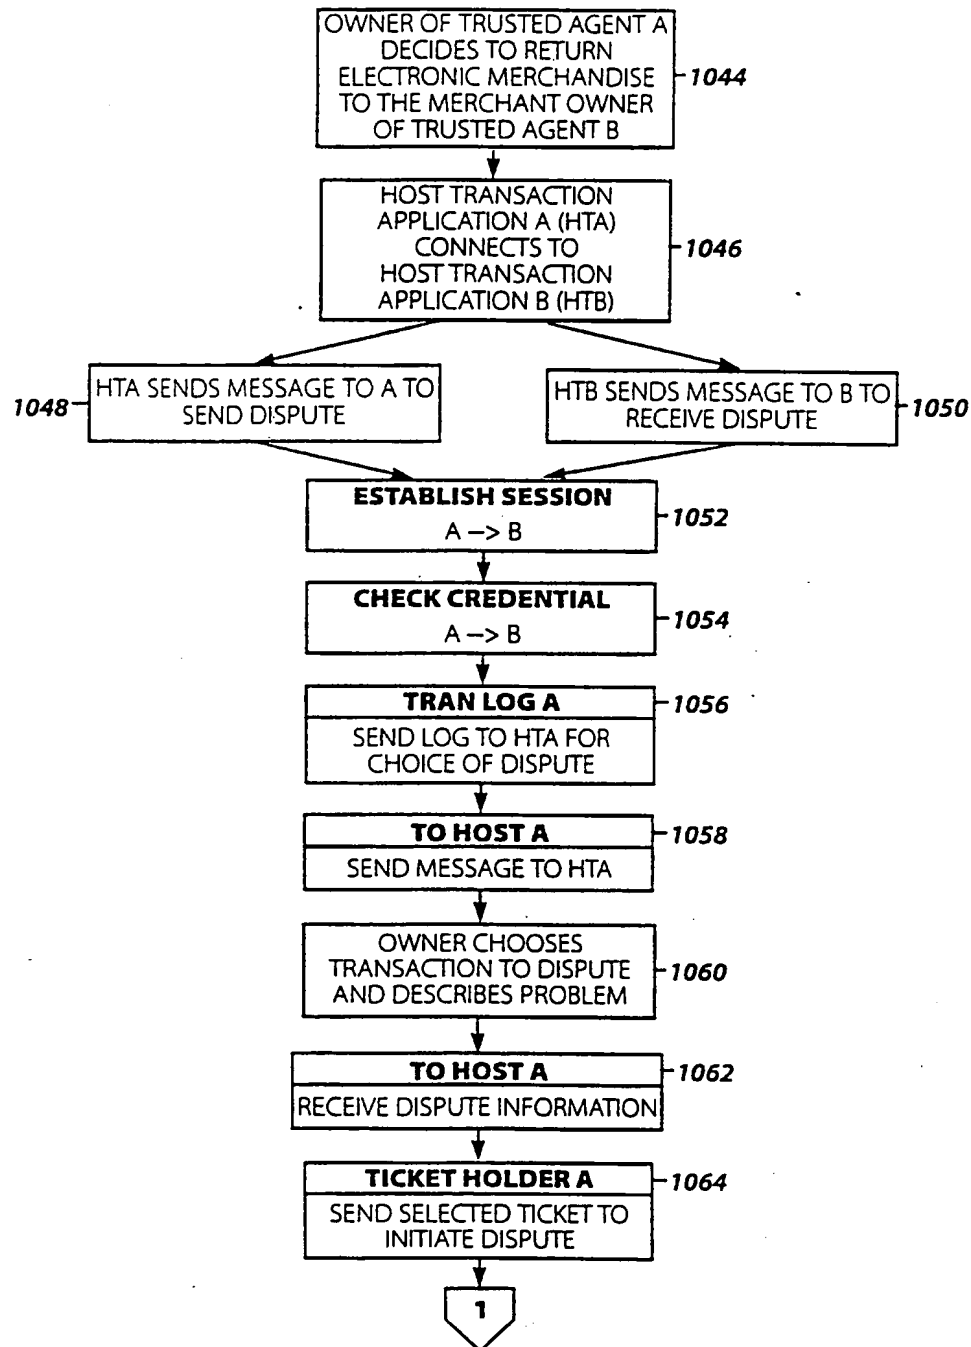 OWNER OF TRUSTED AGENT A
DECIDES TO RETURN
ELECTRONIC MERCHANDISE
TO THE MERCHANT OWNER
OF TRUSTED AGENT B
1044
HOST TRANSACTION
APPLICATION A (HTA)
CONNECTS TO
HOST TRANSACTION
APPLICATION B (HTB)
1046
1048
HTA SENDS MESSAGE TO A TO
SEND DISPUTE
HTB SENDS MESSAGE TO B TO
RECEIVE DISPUTE
1050
ESTABLISH SESSION
A —> B
1052
CHECK CREDENTIAL
A —> B
1054
TRAN LOG A
1056
SEND LOG TO HTA FOR
CHOICE OF DISPUTE
TO HOST A
1058
SEND MESSAGE TO HTA
OWNER CHOOSES
TRANSACTION TO DISPUTE
AND DESCRIBES PROBLEM
1060
TO HOST A
1062
RECEIVE DISPUTE INFORMATION
TICKET HOLDER A
1064
SEND SELECTED TICKET TO
INITIATE DISPUTE
1